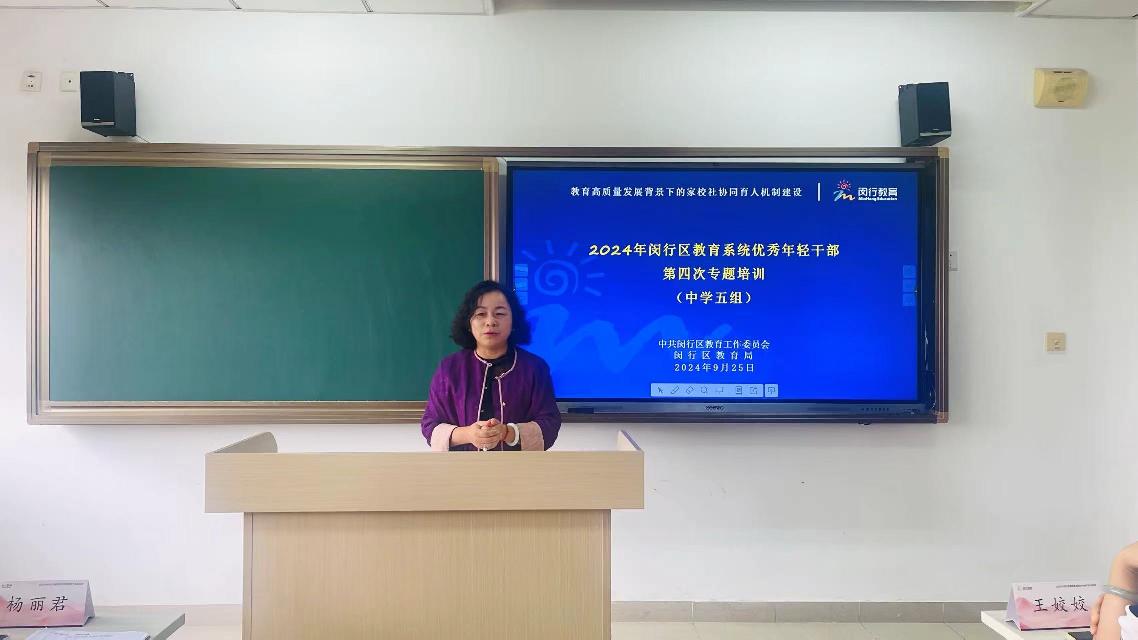 教育高质量发展背景下的家校社协同育人机制建设
闵行教育
MinHang Education
2024年闵行区教育系统优秀年轻干部
第四次专题培训
（中学五组）
中共闵行区教育工作委员会
闵行区教育局
2024年9月25日
杨丽君
王姣姣